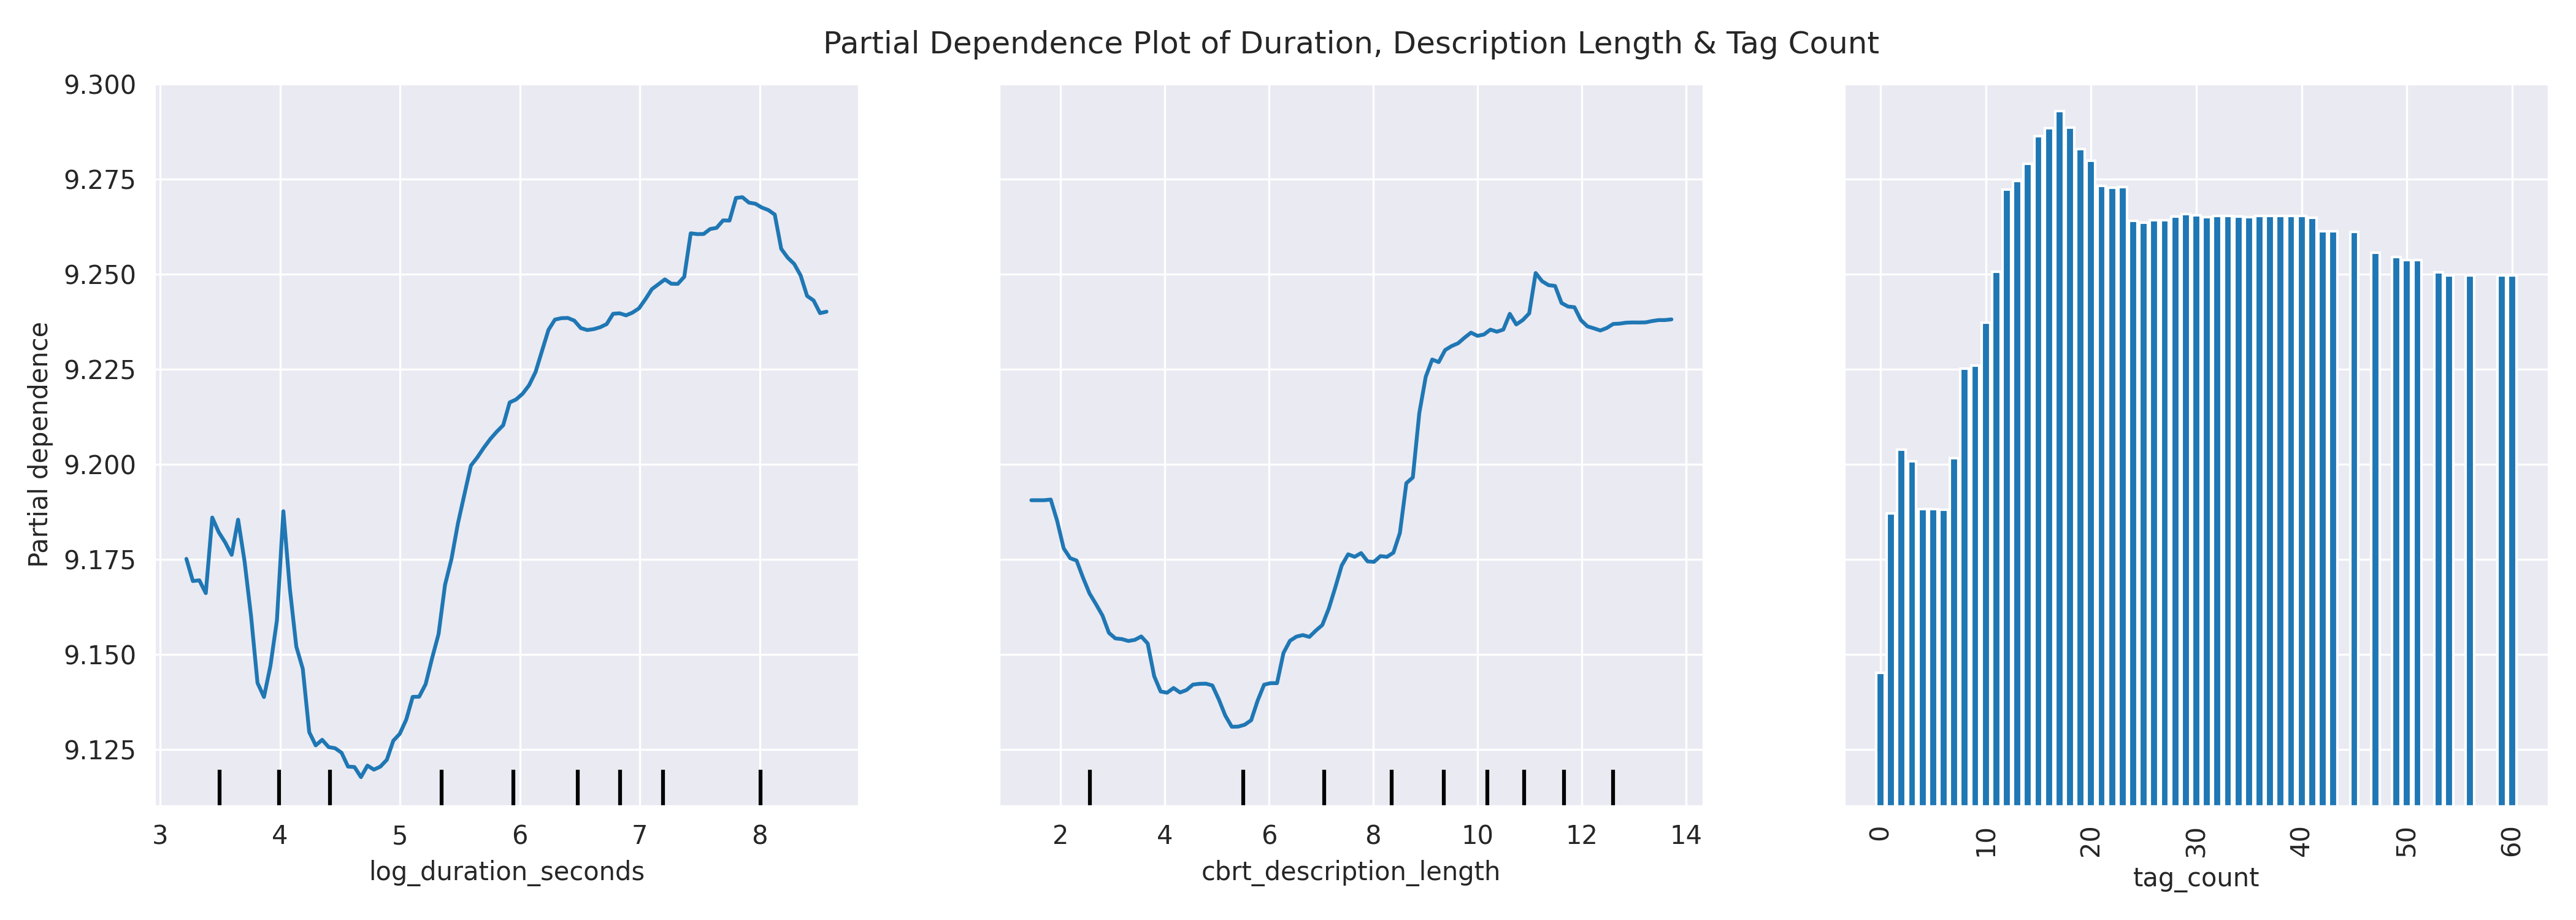 Partial Dependence Plot of Duration, Description Length & Tag Count
Partial dependence
9.300
9.275
9.250
9.225
9.200
9.175
9.150
9.125
3 4 5 6 7 8
log_duration_seconds
2 4 6 8 10 12 14
cbrt_description_length
0 10 20 30 40 50 60
tag_count